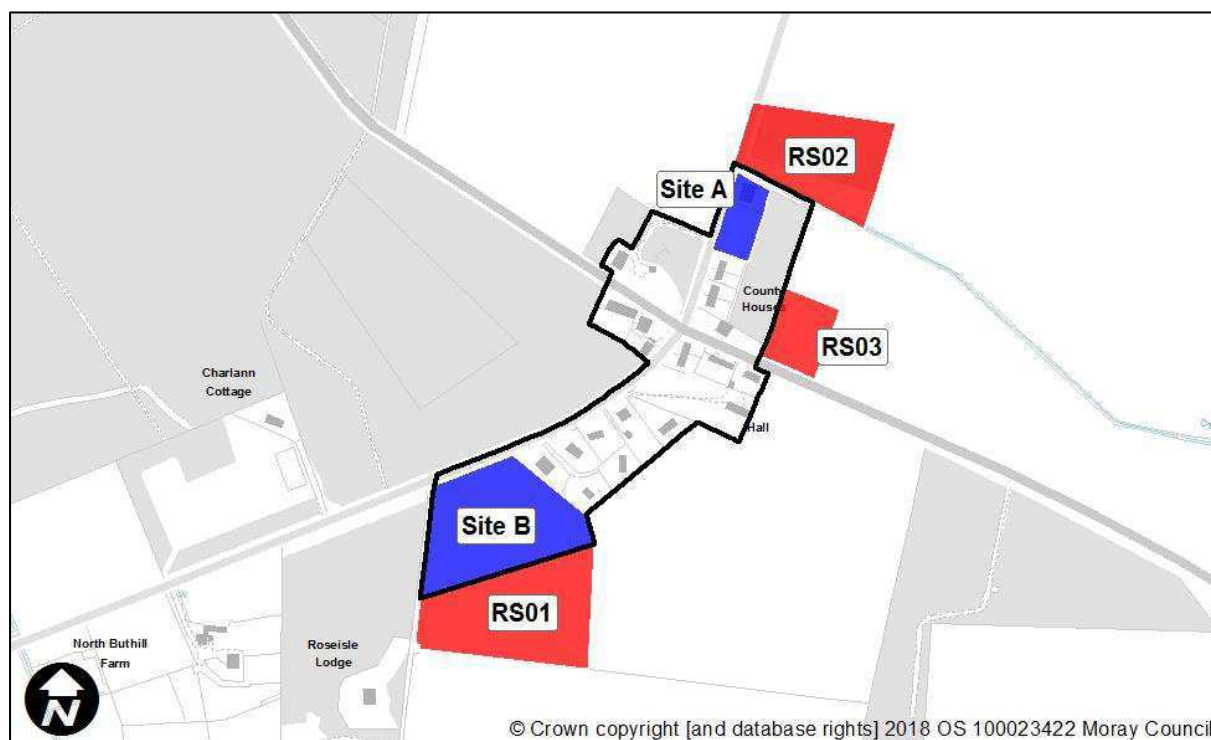 RS02
Site A
County
Houses
RS03
Charlann
Cottage
Hall
Site B
RS01
North Buthill
Farm
Roseisle
Lodge
N
© Crown copyright [and database rights] 2018 OS 100023422 Moray Council